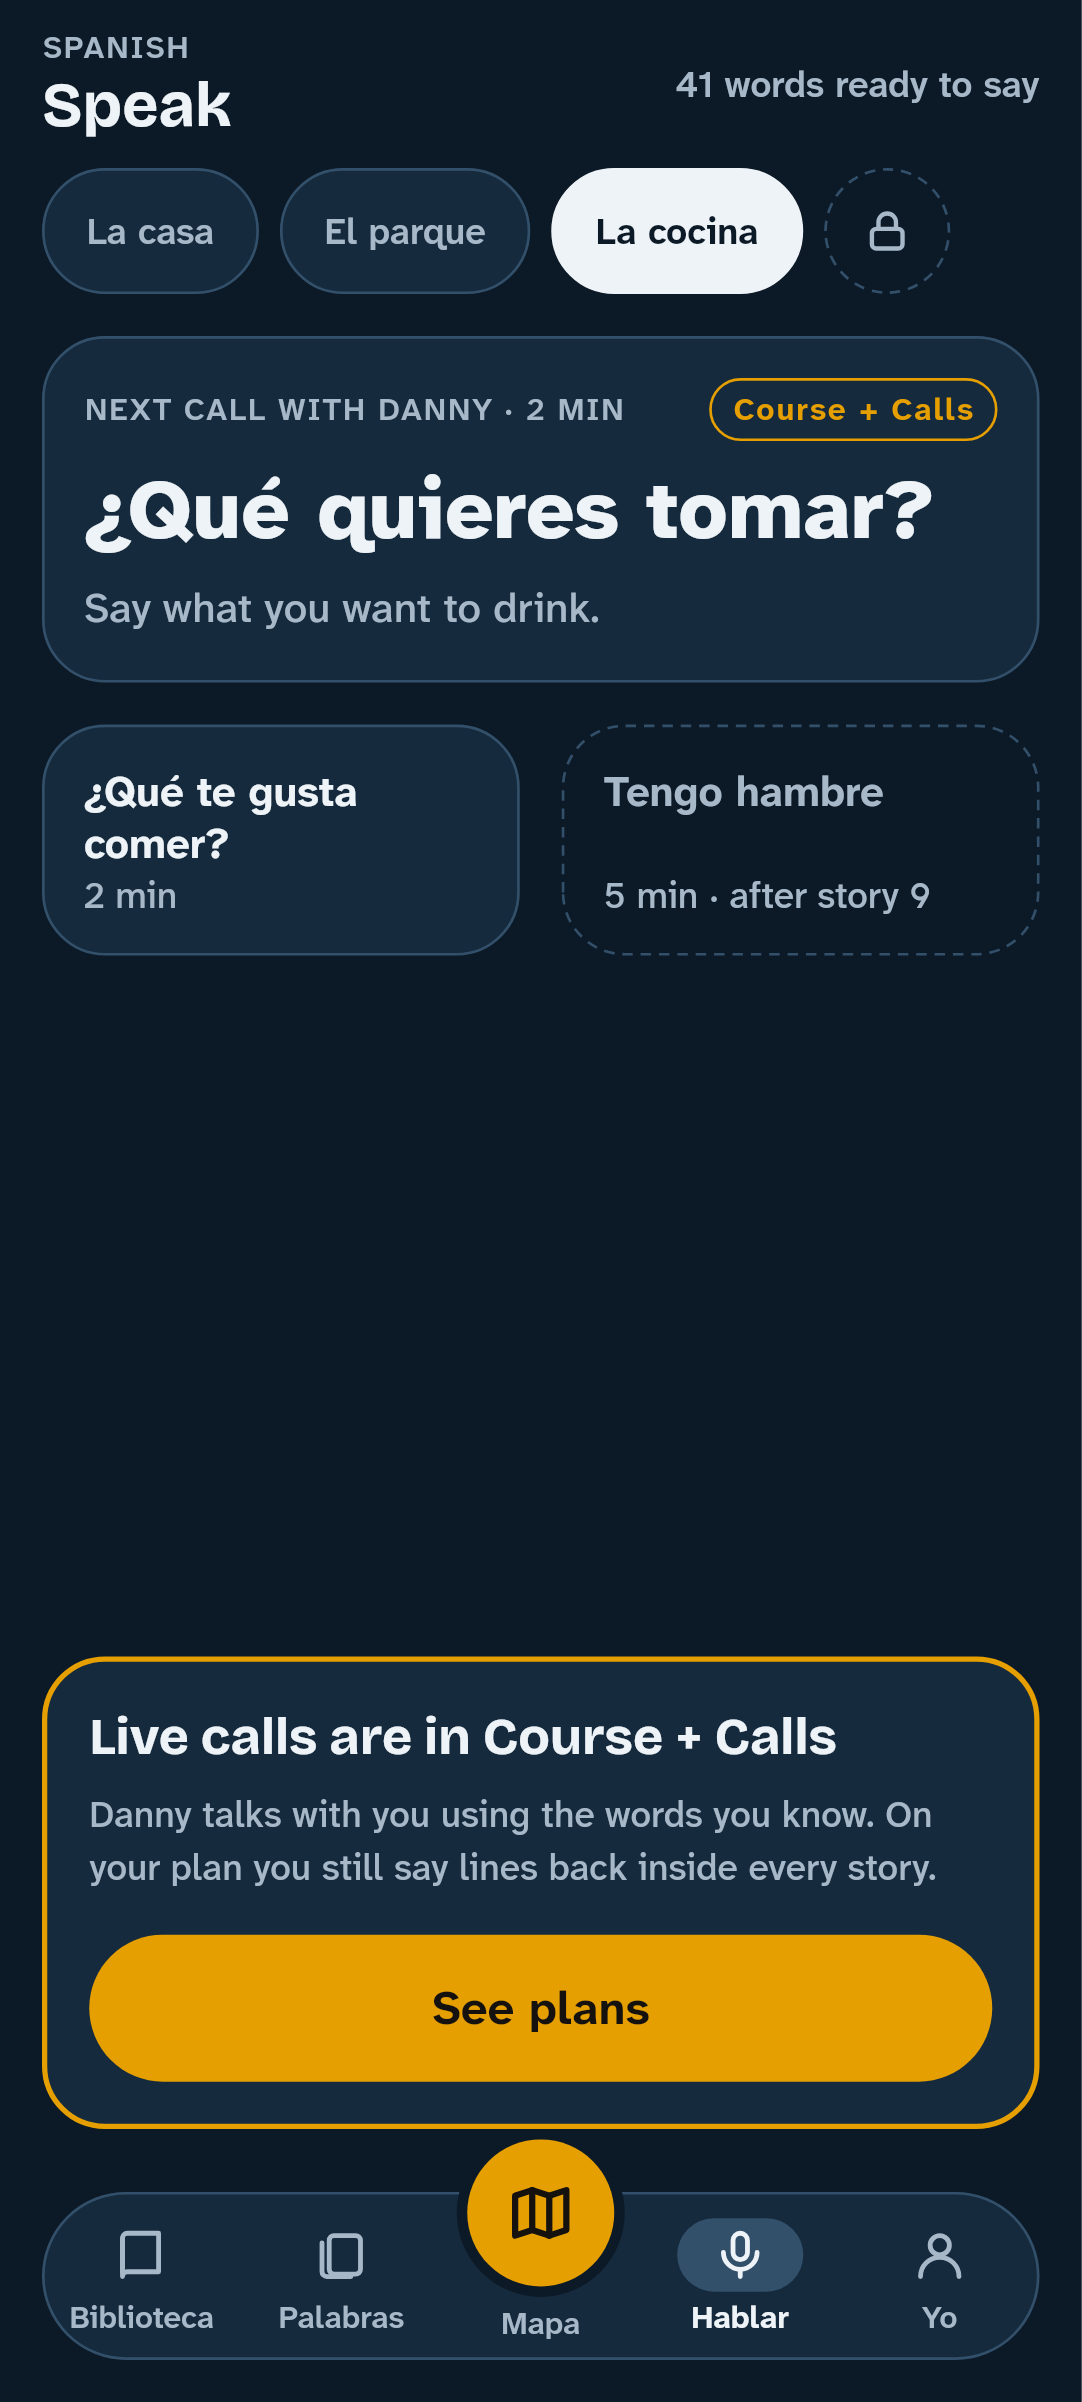 SPANISH
Speak
41 words ready to say
La casa
El parque
La cocina
NEXT CALL WITH DANNY · 2 MIN
Course + Calls
¿Qué quieres tomar?
Say what you want to drink.
¿Qué te gusta
comer?
2 min
Tengo hambre
5 min · after story 9
Live calls are in Course + Calls
Danny talks with you using the words you know. On
your plan you still say lines back inside every story.
See plans
Biblioteca
Palabras
Mapa
Hablar
Yo